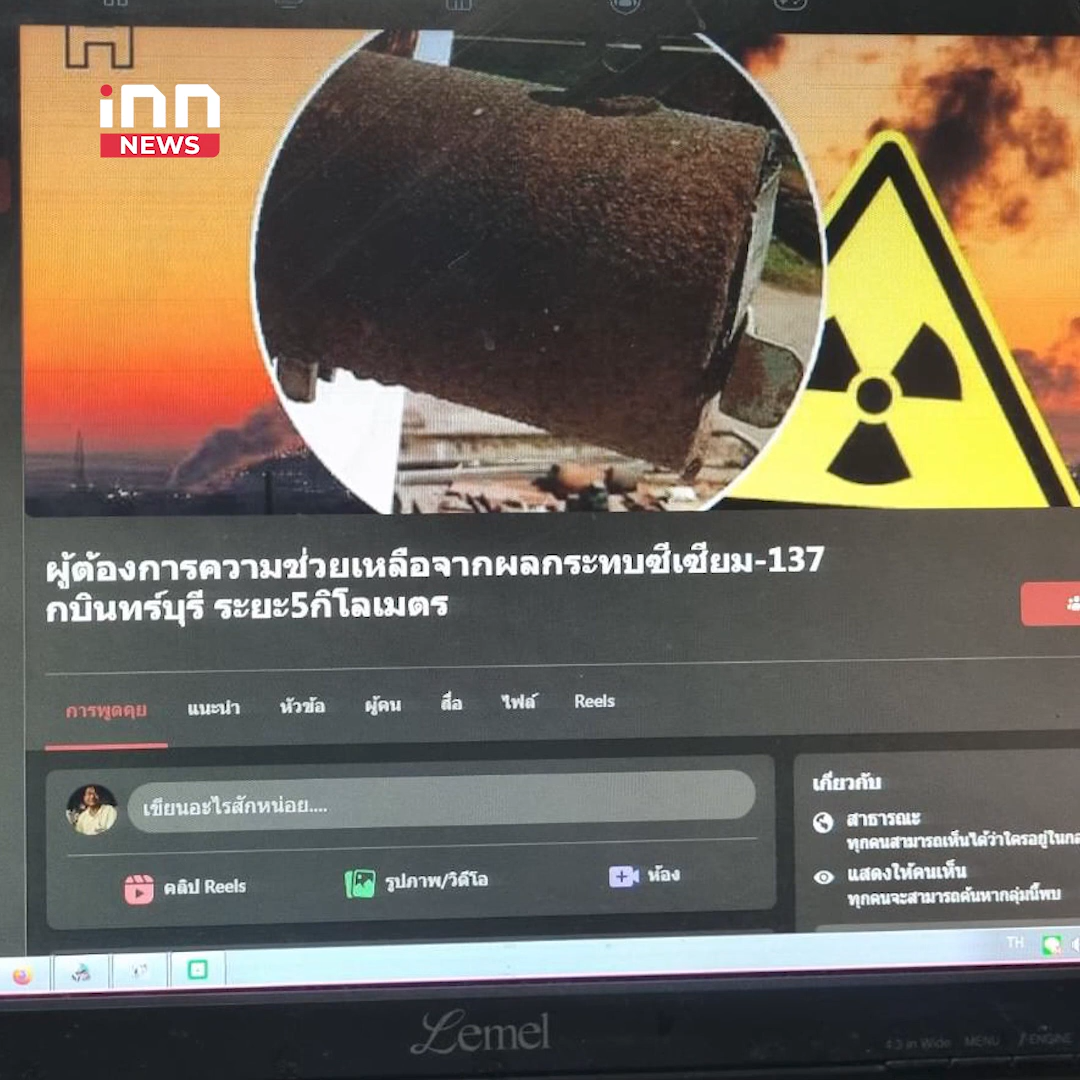 inn
NEWS
ผู้ต้องการความช่วยเหลือจากผลกระทบซีเซียม-137
กบินทร์บุรี ระยะ5กิโลเมตร
การพูดคุย แนะนำ หัวข้อ ผู้คน สื่อ ไฟล์ Reels
เขียนอะไรสักหน่อย....
คลิป Reels รูปภาพ/วิดีโอ ห้อง
เกี่ยวกับ
สาธารณะ
ทุกคนสามารถเห็นได้ว่าใครอยู่ในกล
แสดงให้คนเห็น
ทุกคนจะสามารถค้นหากลุ่มนี้พบ
TH
Lemel
4:3 in Wide MENU ENGINE